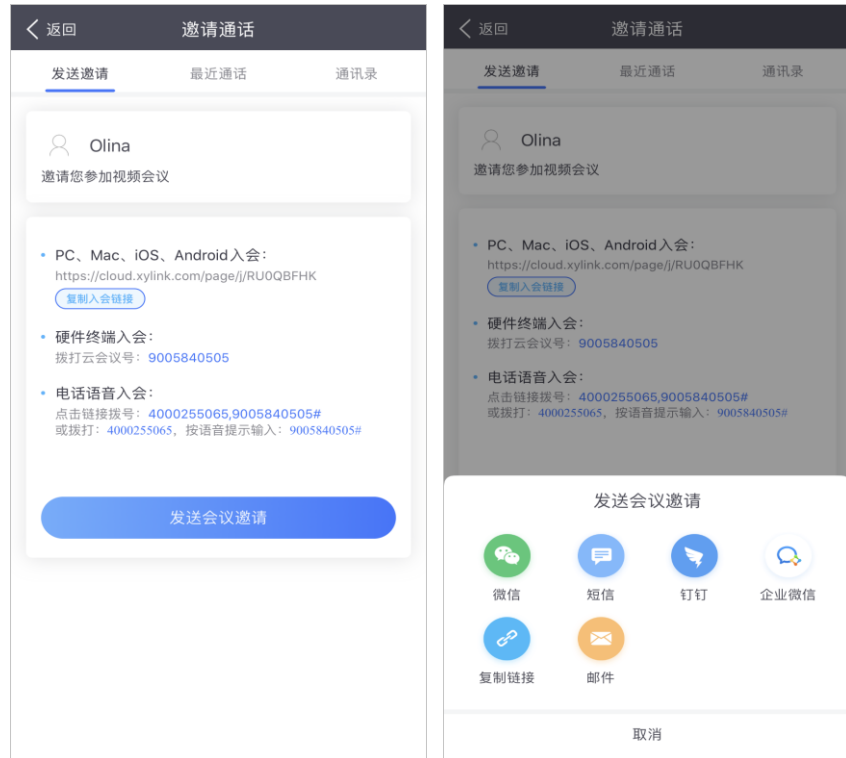 返回
邀请通话
发送邀请
最近通话
通讯录
Olina
邀请您参加视频会议
• PC、Mac、iOS、Android入会:
https://cloud.xylink.com/page/j/RU0QBFHK
复制入会链接
• 硬件终端入会:
拨打云会议号: 9005840505
• 电话语音入会:
点击链接拨号: 4000255065,9005840505#
或拨打: 4000255065, 按语音提示输入: 9005840505#
发送会议邀请
返回
邀请通话
发送邀请
最近通话
通讯录
Olina
邀请您参加视频会议
• PC、Mac、iOS、Android入会:
https://cloud.xylink.com/page/j/RU0QBFHK
复制入会链接
• 硬件终端入会:
拨打云会议号: 9005840505
• 电话语音入会:
点击链接拨号: 4000255065,9005840505#
或拨打: 4000255065, 按语音提示输入: 9005840505#
发送会议邀请
微信
短信
钉钉
企业微信
复制链接
邮件
取消